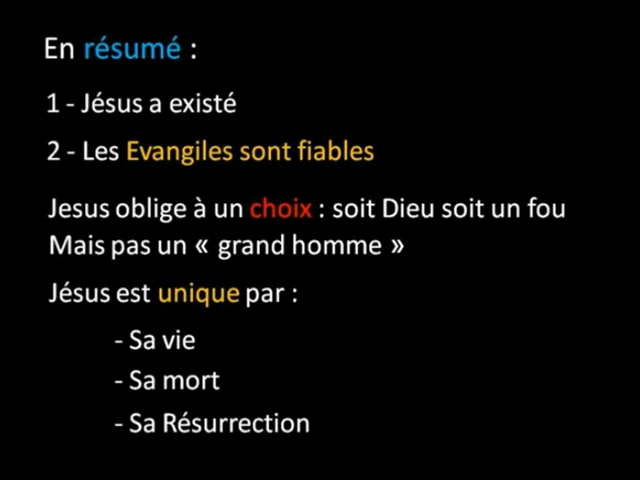 En résumé :
1 - Jésus a existé
2 - Les Evangiles sont fiables
Jesus oblige à un choix : soit Dieu soit un fou
Mais pas un « grand homme »
Jésus est unique par :
- Sa vie
- Sa mort
- Sa Résurrection